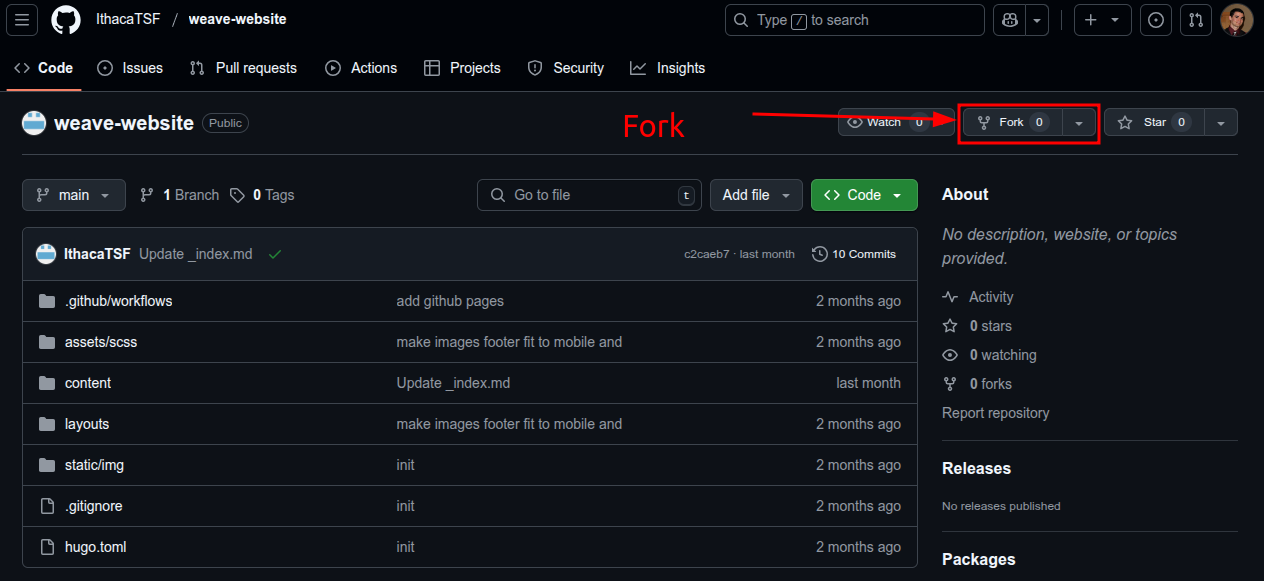 IthacaTSF / weave-website
Type / to search
Code Issues Pull requests Actions Projects Security Insights
weave-website Public
Fork
Watch 0
Fork 0
Star 0
main
1 Branch
0 Tags
Go to file t
Add file
Code
IthacaTSF Update _index.md
c2caeb7 · last month
10 Commits
.github/workflows add github pages 2 months ago
assets/scss make images footer fit to mobile and 2 months ago
content Update _index.md last month
layouts make images footer fit to mobile and 2 months ago
static/img init 2 months ago
.gitignore init 2 months ago
hugo.toml init 2 months ago
About
No description, website, or topics
provided.
Activity
0 stars
0 watching
0 forks
Report repository
Releases
No releases published
Packages